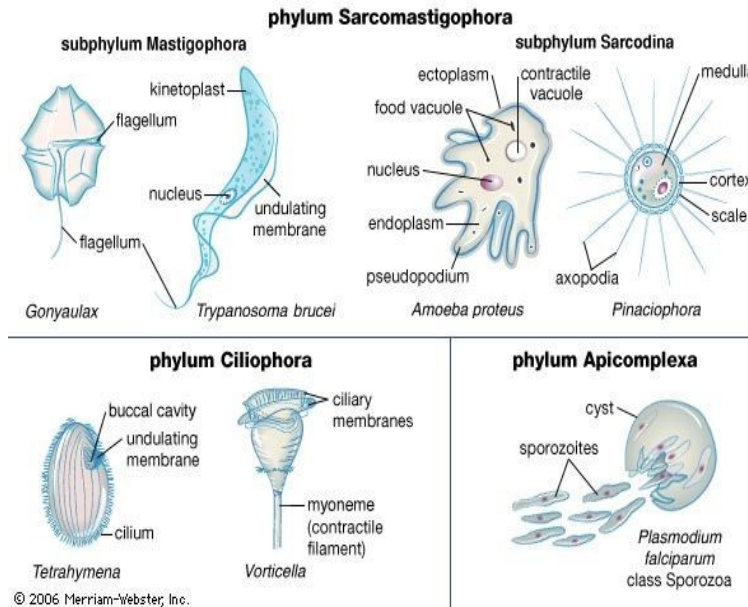 phylum Sarcomastigophora
subphylum Mastigophora
subphylum Sarcodina
kinetoplast
flagellum
nucleus
undulating
membrane
flagellum
Gonyaulax
Trypanosoma brucei
ectoplasm
contractile
vacuole
food vacuole
nucleus
endoplasm
pseudopodium
Amoeba proteus
medulla
cortex
scale
axopodia
Pinaciophora
phylum Ciliophora
buccal cavity
undulating
membrane
cilium
Tetrahymena
ciliary
membranes
myoneme
(contractile
filament)
Vorticella
phylum Apicomplexa
cyst
sporozoites
Plasmodium
falciparum
class Sporozoa
© 2006 Merriam-Webster, Inc.